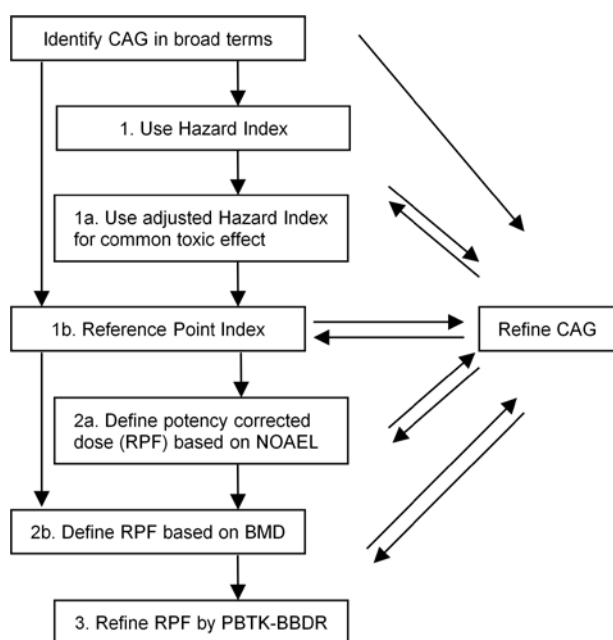 Identify CAG in broad terms
1. Use Hazard Index
1a. Use adjusted Hazard Index
for common toxic effect
1b. Reference Point Index
Refine CAG
2a. Define potency corrected
dose (RPF) based on NOAEL
2b. Define RPF based on BMD
3. Refine RPF by PBTK-BBDR